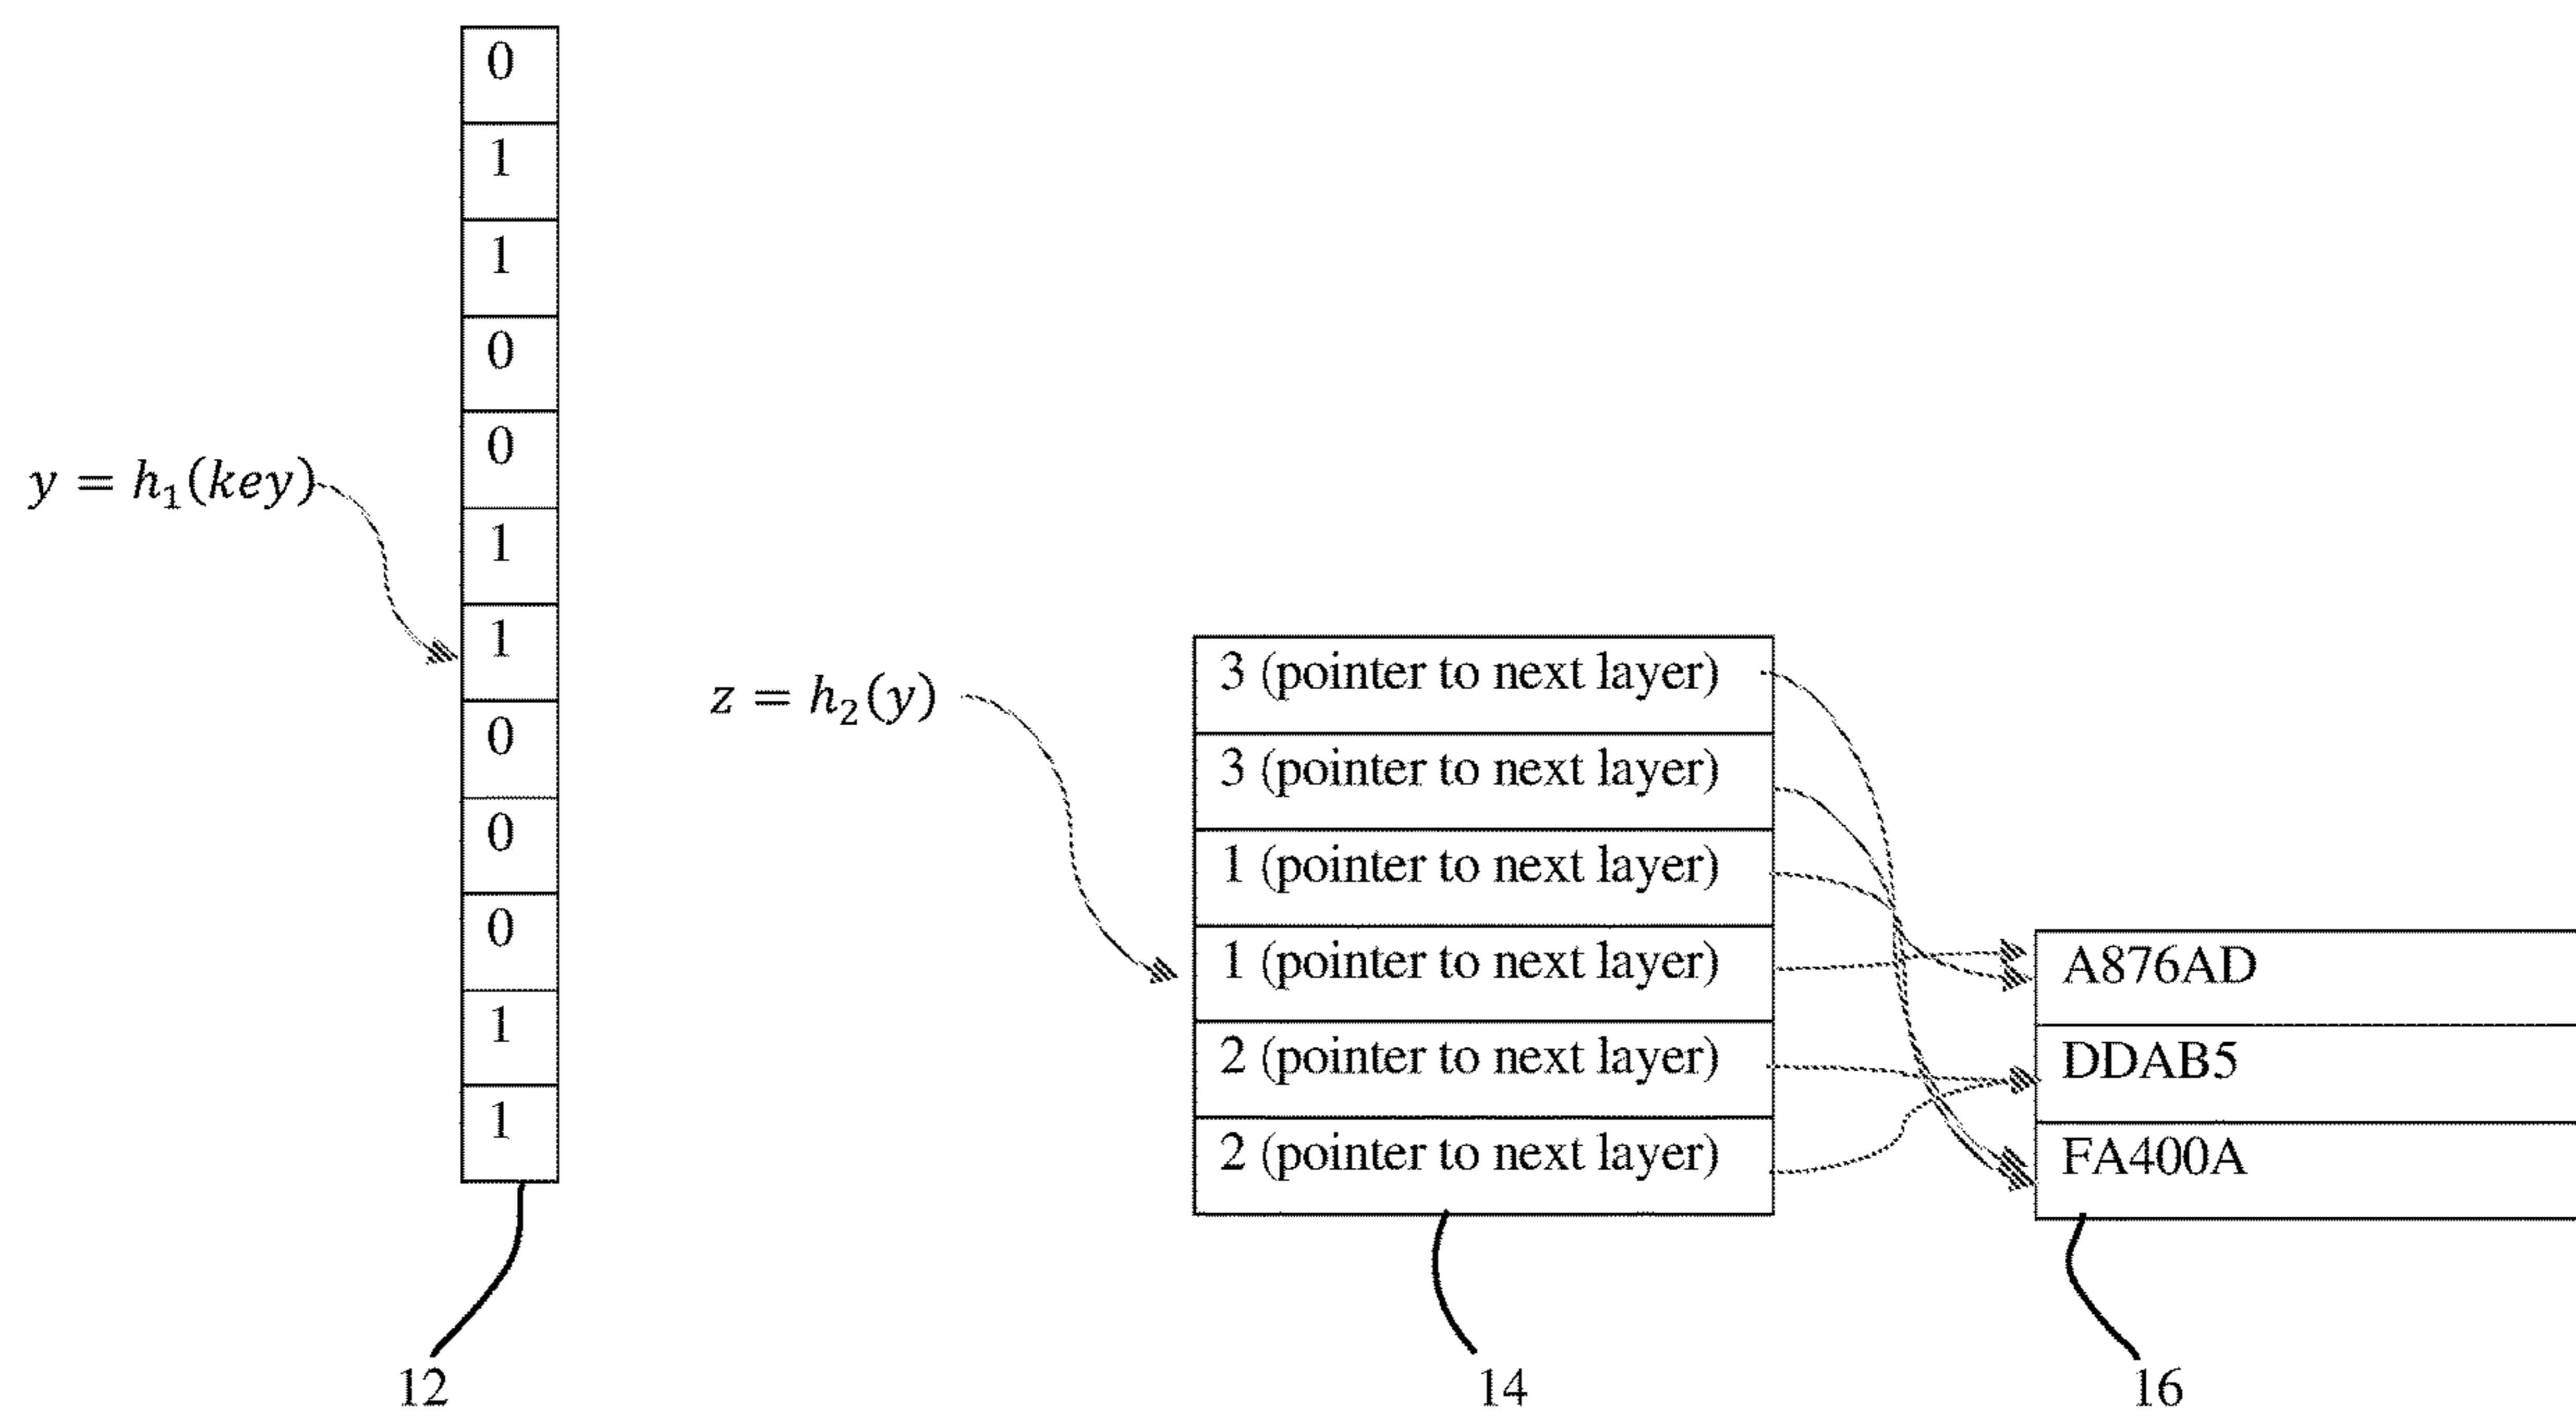 0
1
1
0
0
1
1
0
0
0
1
1
y = h₁(key)
12
z = h₂(y)
3 (pointer to next layer)
3 (pointer to next layer)
1 (pointer to next layer)
1 (pointer to next layer)
2 (pointer to next layer)
2 (pointer to next layer)
14
A876AD
DDAB5
FA400A
16